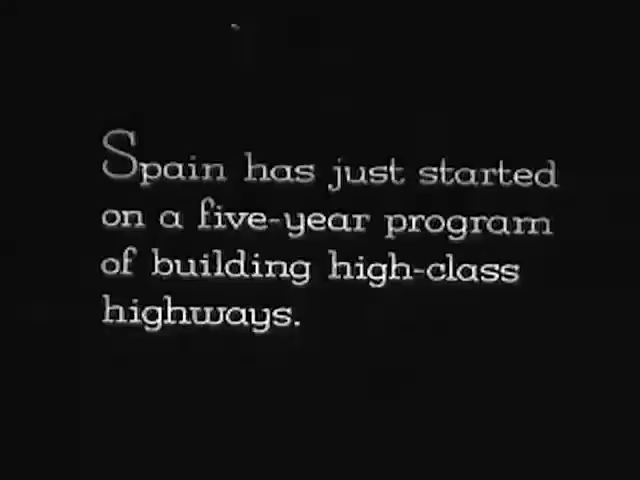 Spain has just started
on a five-year program
of building high-class
highways.